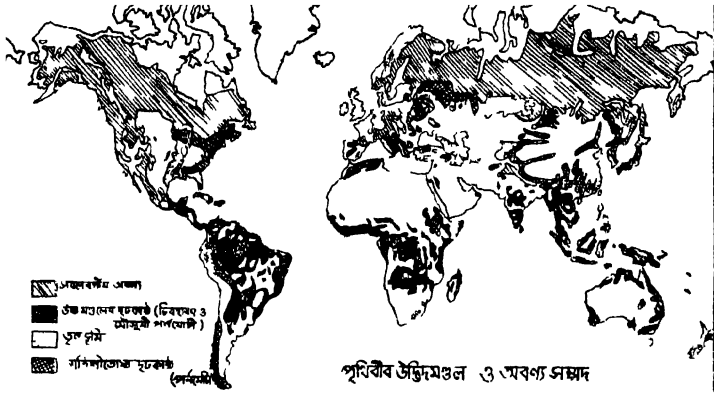 সরলবর্গীয় অরণ্য
উষ্ণ মণ্ডলের দৃঢ়কাষ্ঠ (চিরহরিৎ ও
মৌসুমী পর্ণমোচী)
তৃণ ভূমি
নাতিশীতোষ্ণ দৃঢ়কাষ্ঠ
(পর্ণমোচী)
পৃথিবীর উদ্ভিদমণ্ডল ও অরণ্য সম্পদ